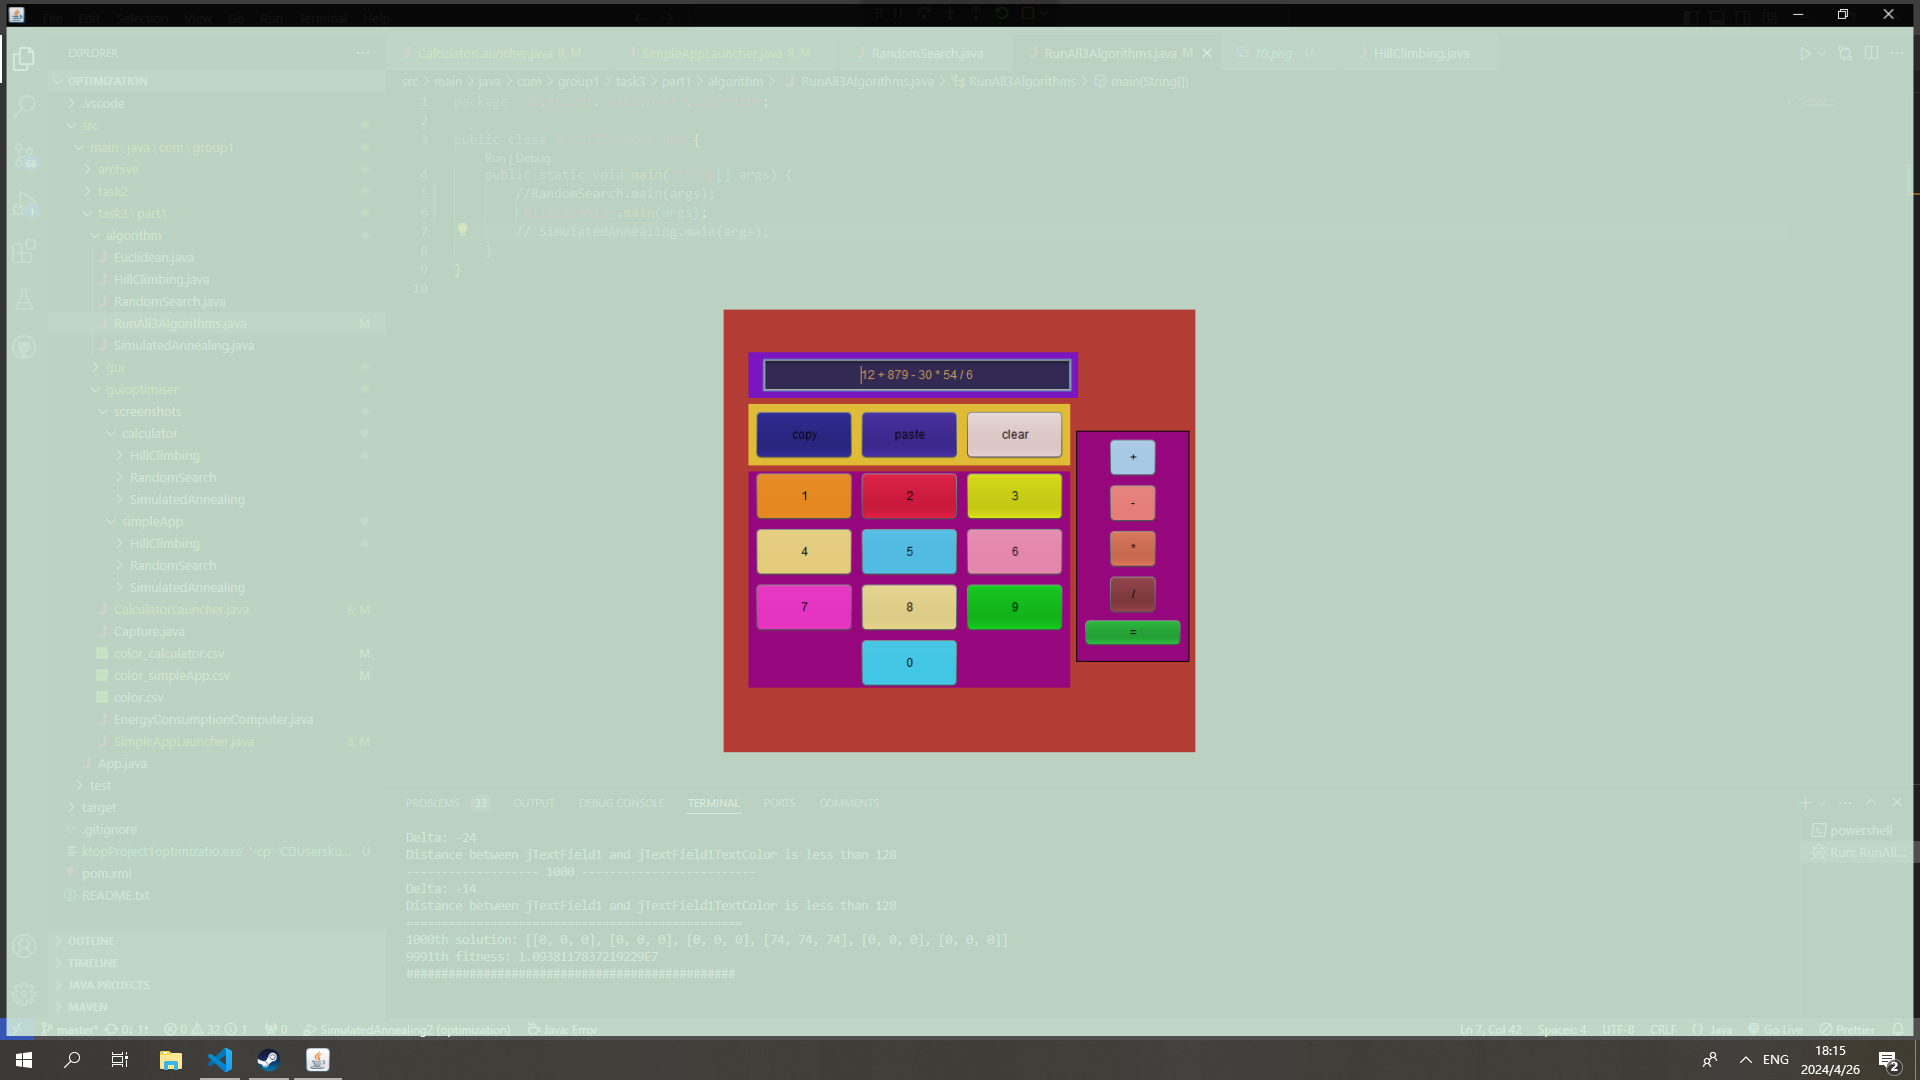 File Edit Selection View Go Run Terminal Help
EXPLORER
CalculatorLauncher.java 8, M
SimpleAppLauncher.java 8, M
RandomSearch.java
RunAll3Algorithms.java M
10.png U
HillClimbing.java
OPTIMIZATION
src > main > java > com > group1 > task3 > part1 > algorithm > RunAll3Algorithms.java > RunAll3Algorithms > main(String[])
.vscode
src
main \ java \ com \ group1
archive
task2
task3 \ part1
algorithm
Euclidean.java
HillClimbing.java
RandomSearch.java
RunAll3Algorithms.java M
SimulatedAnnealing.java
gui
guioptimiser
screenshots
calculator
HillClimbing
RandomSearch
SimulatedAnnealing
simpleApp
HillClimbing
RandomSearch
SimulatedAnnealing
CalculatorLauncher.java 8, M
Capture.java
color_calculator.csv M
color_simpleApp.csv M
color.csv
EnergyConsumptionComputer.java
SimpleAppLauncher.java 8, M
App.java
test
target
.gitignore
pom.xml
README.txt
OUTLINE
TIMELINE
JAVA PROJECTS
MAVEN
1 package
2
3 public class {
Run | Debug
4 public static void main( [] args) {
5 //RandomSearch.main(args);
6 .main(args);
7 // SimulatedAnnealing.main(args);
8 }
9 }
10
12 + 879 - 30 * 54 / 6
copy paste clear
1 2 3
4 5 6
7 8 9
0
+
-
*
/
=
PROBLEMS 33 OUTPUT DEBUG CONSOLE TERMINAL PORTS COMMENTS
Delta: -24
Distance between jTextField1 and jTextField1TextColor is less than 128
------------------- 1000 -------------------------
Delta: -14
Distance between jTextField1 and jTextField1TextColor is less than 128
================================================
1000th solution: [[0, 0, 0], [0, 0, 0], [0, 0, 0], [74, 74, 74], [0, 0, 0], [0, 0, 0]]
9991th fitness: 1.0938117837219229E7
###############################################
powershell
Run: RunAll...
master* 0↓ 1↑ 0 32 1 0 SimulatedAnnealing2 (optimization) Java: Error
Ln 7, Col 42 Spaces: 4 UTF-8 CRLF { } Java Go Live Prettier
ENG
18:15
2024/4/26
2